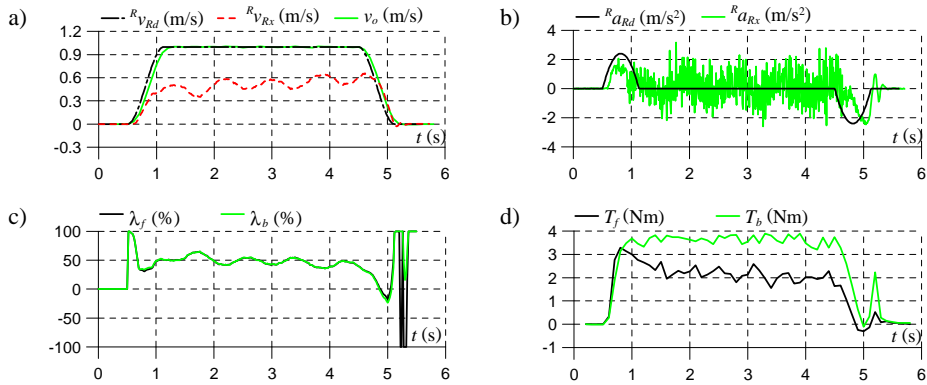 a)
ᴿv_Rd (m/s) ᴿv_Rx (m/s) v_o (m/s)
1.2
0.9
0.6
0.3
0
-0.3
t (s)
0 1 2 3 4 5 6
b)
ᴿa_Rd (m/s²) ᴿa_Rx (m/s²)
4
2
0
-2
-4
t (s)
0 1 2 3 4 5 6 7
c)
λ_f (%) λ_b (%)
100
50
0
-50
-100
t (s)
0 1 2 3 4 5 6
d)
T_f (Nm) T_b (Nm)
4
3
2
1
0
-1
t (s)
0 1 2 3 4 5 6